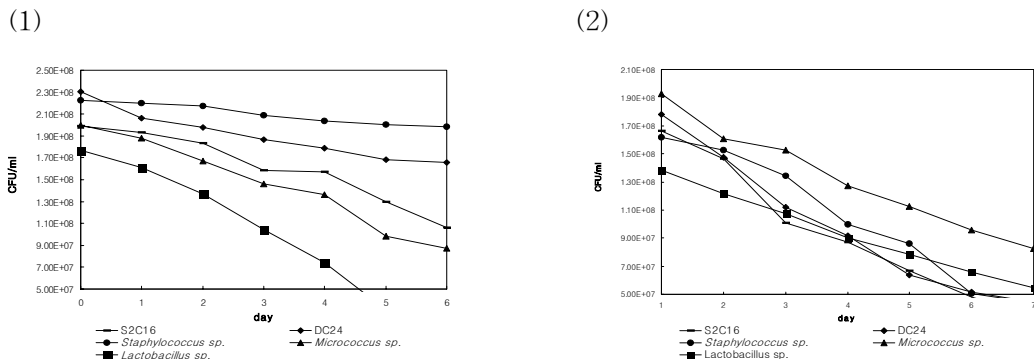 (1)
(2)
2.50E+08
2.30E+08
2.10E+08
1.90E+08
1.70E+08
1.50E+08
1.30E+08
1.10E+08
9.00E+07
7.00E+07
5.00E+07
CFU/ml
0 1 2 3 4 5 6
day
S2C16 DC24
Staphylococcus sp. Micrococcus sp.
Lactobacillus sp.
2.10E+08
1.90E+08
1.70E+08
1.50E+08
1.30E+08
1.10E+08
9.00E+07
7.00E+07
5.00E+07
CFU/ml
1 2 3 4 5 6 7
day
S2C16 DC24
Staphylococcus sp. Micrococcus sp.
Lactobacillus sp.